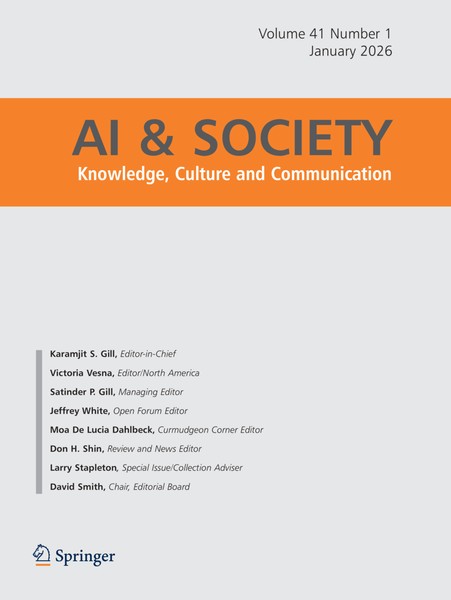 Volume 41 Number 1
January 2026
AI & SOCIETY
Knowledge, Culture and Communication
Karamjit S. Gill, Editor-in-Chief
Victoria Vesna, Editor/North America
Satinder P. Gill, Managing Editor
Jeffrey White, Open Forum Editor
Moa De Lucia Dahlbeck, Curmudgeon Corner Editor
Don H. Shin, Review and News Editor
Larry Stapleton, Special Issue/Collection Adviser
David Smith, Chair, Editorial Board
Springer